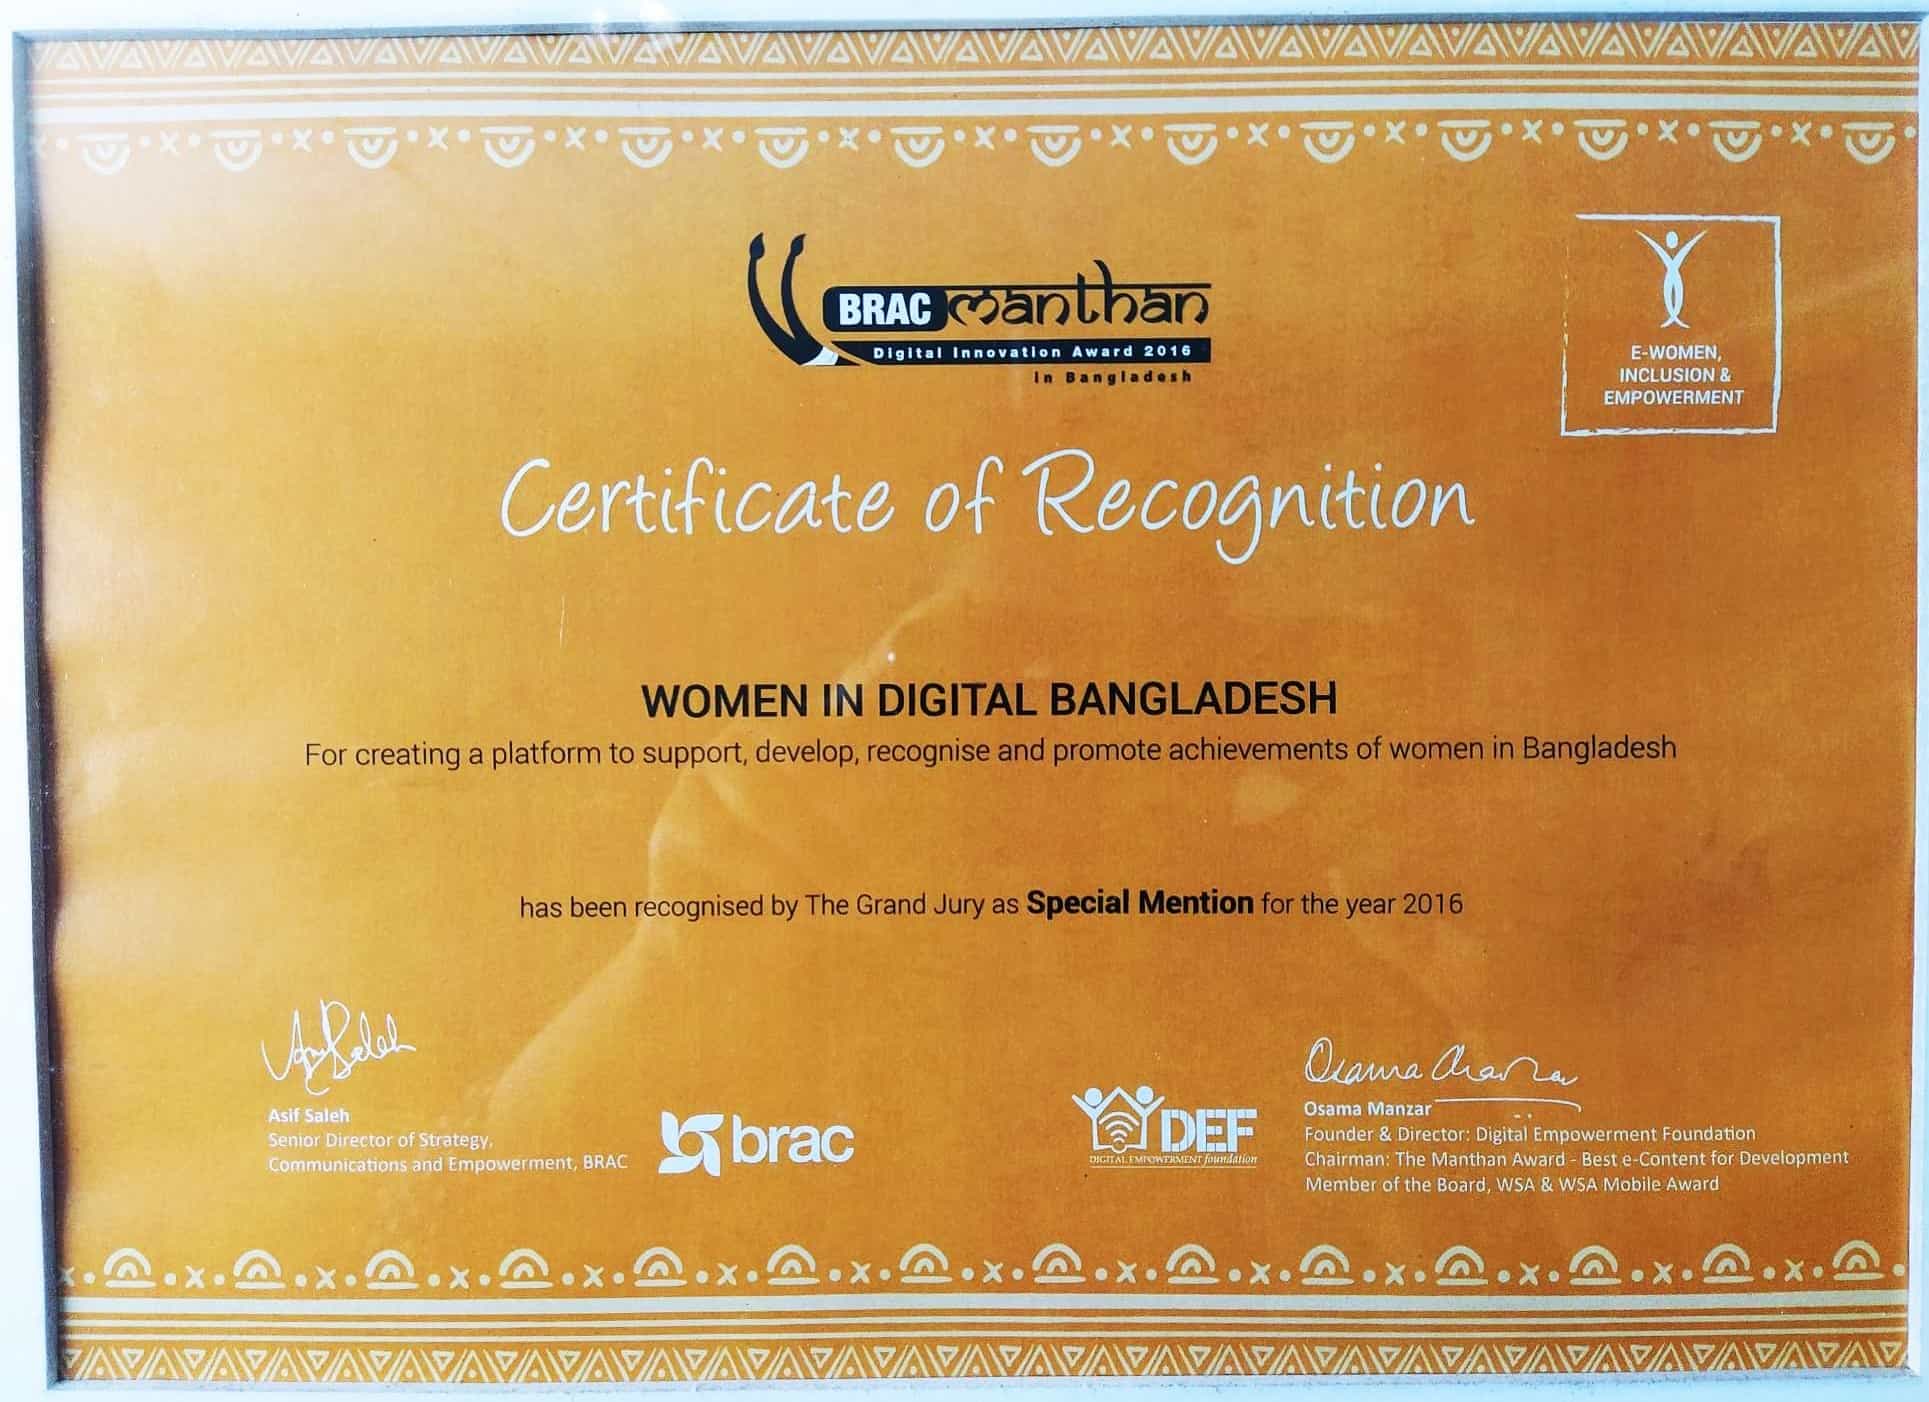 BRAC manthan
Digital Innovation Award 2016
in Bangladesh
E-WOMEN,
INCLUSION &
EMPOWERMENT
Certificate of Recognition
WOMEN IN DIGITAL BANGLADESH
For creating a platform to support, develop, recognise and promote achievements of women in Bangladesh
has been recognised by The Grand Jury as Special Mention for the year 2016
Asif Saleh
Asif Saleh
Senior Director of Strategy,
Communications and Empowerment, BRAC
brac
DEF
DIGITAL EMPOWERMENT foundation
Osama Manzar
Osama Manzar
Founder & Director: Digital Empowerment Foundation
Chairman: The Manthan Award - Best e-Content for Development
Member of the Board, WSA & WSA Mobile Award